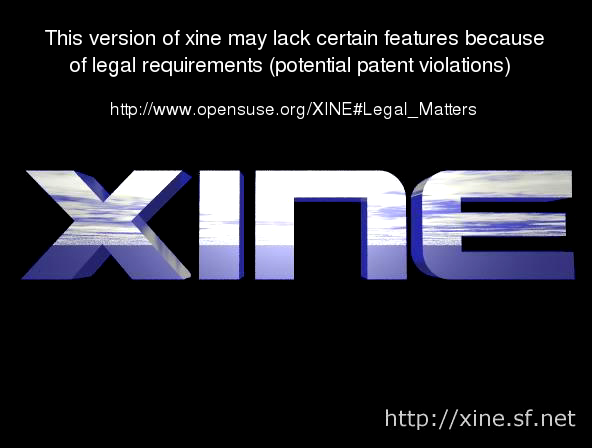 This version of xine may lack certain features because
of legal requirements (potential patent violations)
http://www.opensuse.org/XINE#Legal_Matters
XINE
http://xine.sf.net